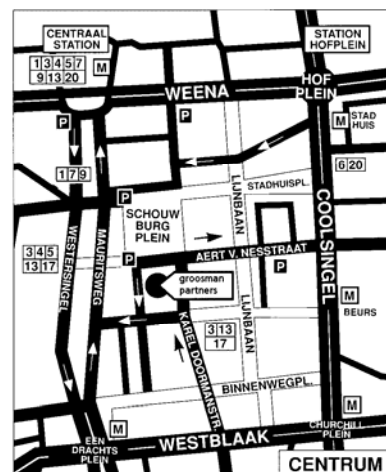 CENTRAAL
STATION
1 3 4 5 7
9 13 20
M
STATION
HOFPLEIN
WEENA
HOF
PLEIN
P
P
M
STAD
HUIS
6 20
1 7 9
P
LIJNBAAN
STADHUISPL.
SCHOUW
BURG
PLEIN
COOLSINGEL
WESTERSINGEL
MAURITSWEG
3 4 5
13 17
P
AERT V. NESSTRAAT
P
groosman
partners
LIJNBAAN
M
BEURS
3 13
17
KAREL DOORMANSTR.
BINNENWEGPL.
M
M
EEN
DRACHTS
PLEIN
WESTBLAAK
CHURCHILL
PLEIN
CENTRUM